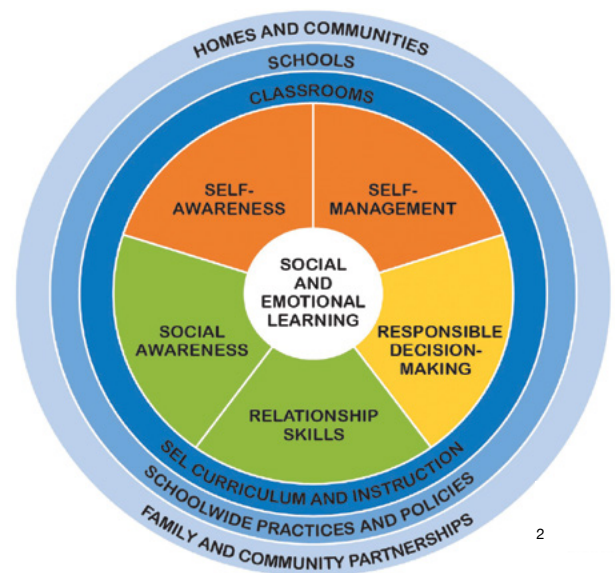 HOMES AND COMMUNITIES
SCHOOLS
CLASSROOMS
SELF-
AWARENESS
SELF-
MANAGEMENT
SOCIAL
AND
EMOTIONAL
LEARNING
SOCIAL
AWARENESS
RESPONSIBLE
DECISION-
MAKING
RELATIONSHIP
SKILLS
SEL CURRICULUM AND INSTRUCTION
SCHOOLWIDE PRACTICES AND POLICIES
FAMILY AND COMMUNITY PARTNERSHIPS
2